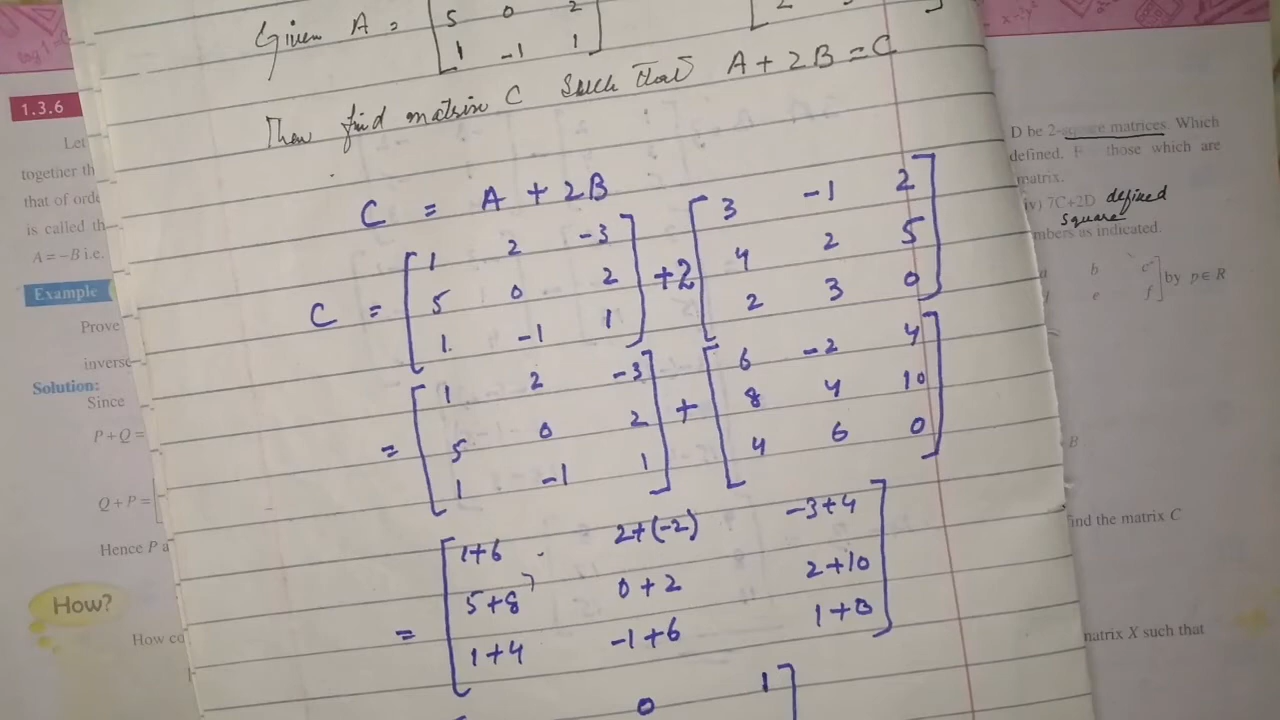 Given A = [5 0 2
1 -1 1]
Then find matrix C such that A + 2B = C
C = A + 2B
C = [1 2 -3
5 0 2
1 -1 1] + 2 [3 -1 2
4 2 5
2 3 0]
= [1 2 -3
5 0 2
1 -1 1] + [6 -2 4
8 4 10
4 6 0]
= [1+6 2+(-2) -3+4
5+8 0+2 2+10
1+4 -1+6 1+0]
0 1]
1.3.6
Let
together th
that of orde
is called th
A = −B i.e.
Example
Prove
inverse
Solution:
Since
P+Q =
Q+P = [
Hence P a
How?
How co
D be 2-square matrices. Which
defined. those which are
matrix.
iv) 7C+2D defined
square
mbers as indicated.
a b c
e f] by p∈R
B
find the matrix C
matrix X such that